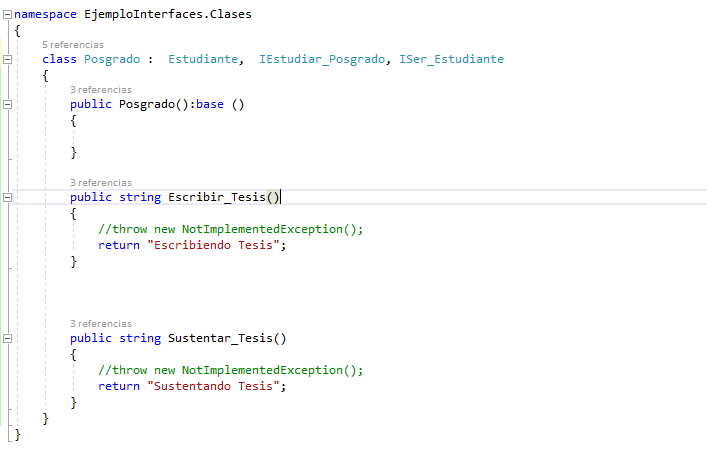 namespace EjemploInterfaces.Clases
{
5 referencias
class Posgrado :  Estudiante,  IEstudiar_Posgrado, ISer_Estudiante
{
3 referencias
public Posgrado():base ()
{
}
3 referencias
public string Escribir_Tesis()
{
//throw new NotImplementedException();
return "Escribiendo Tesis";
}
3 referencias
public string Sustentar_Tesis()
{
//throw new NotImplementedException();
return "Sustentando Tesis";
}
}
}